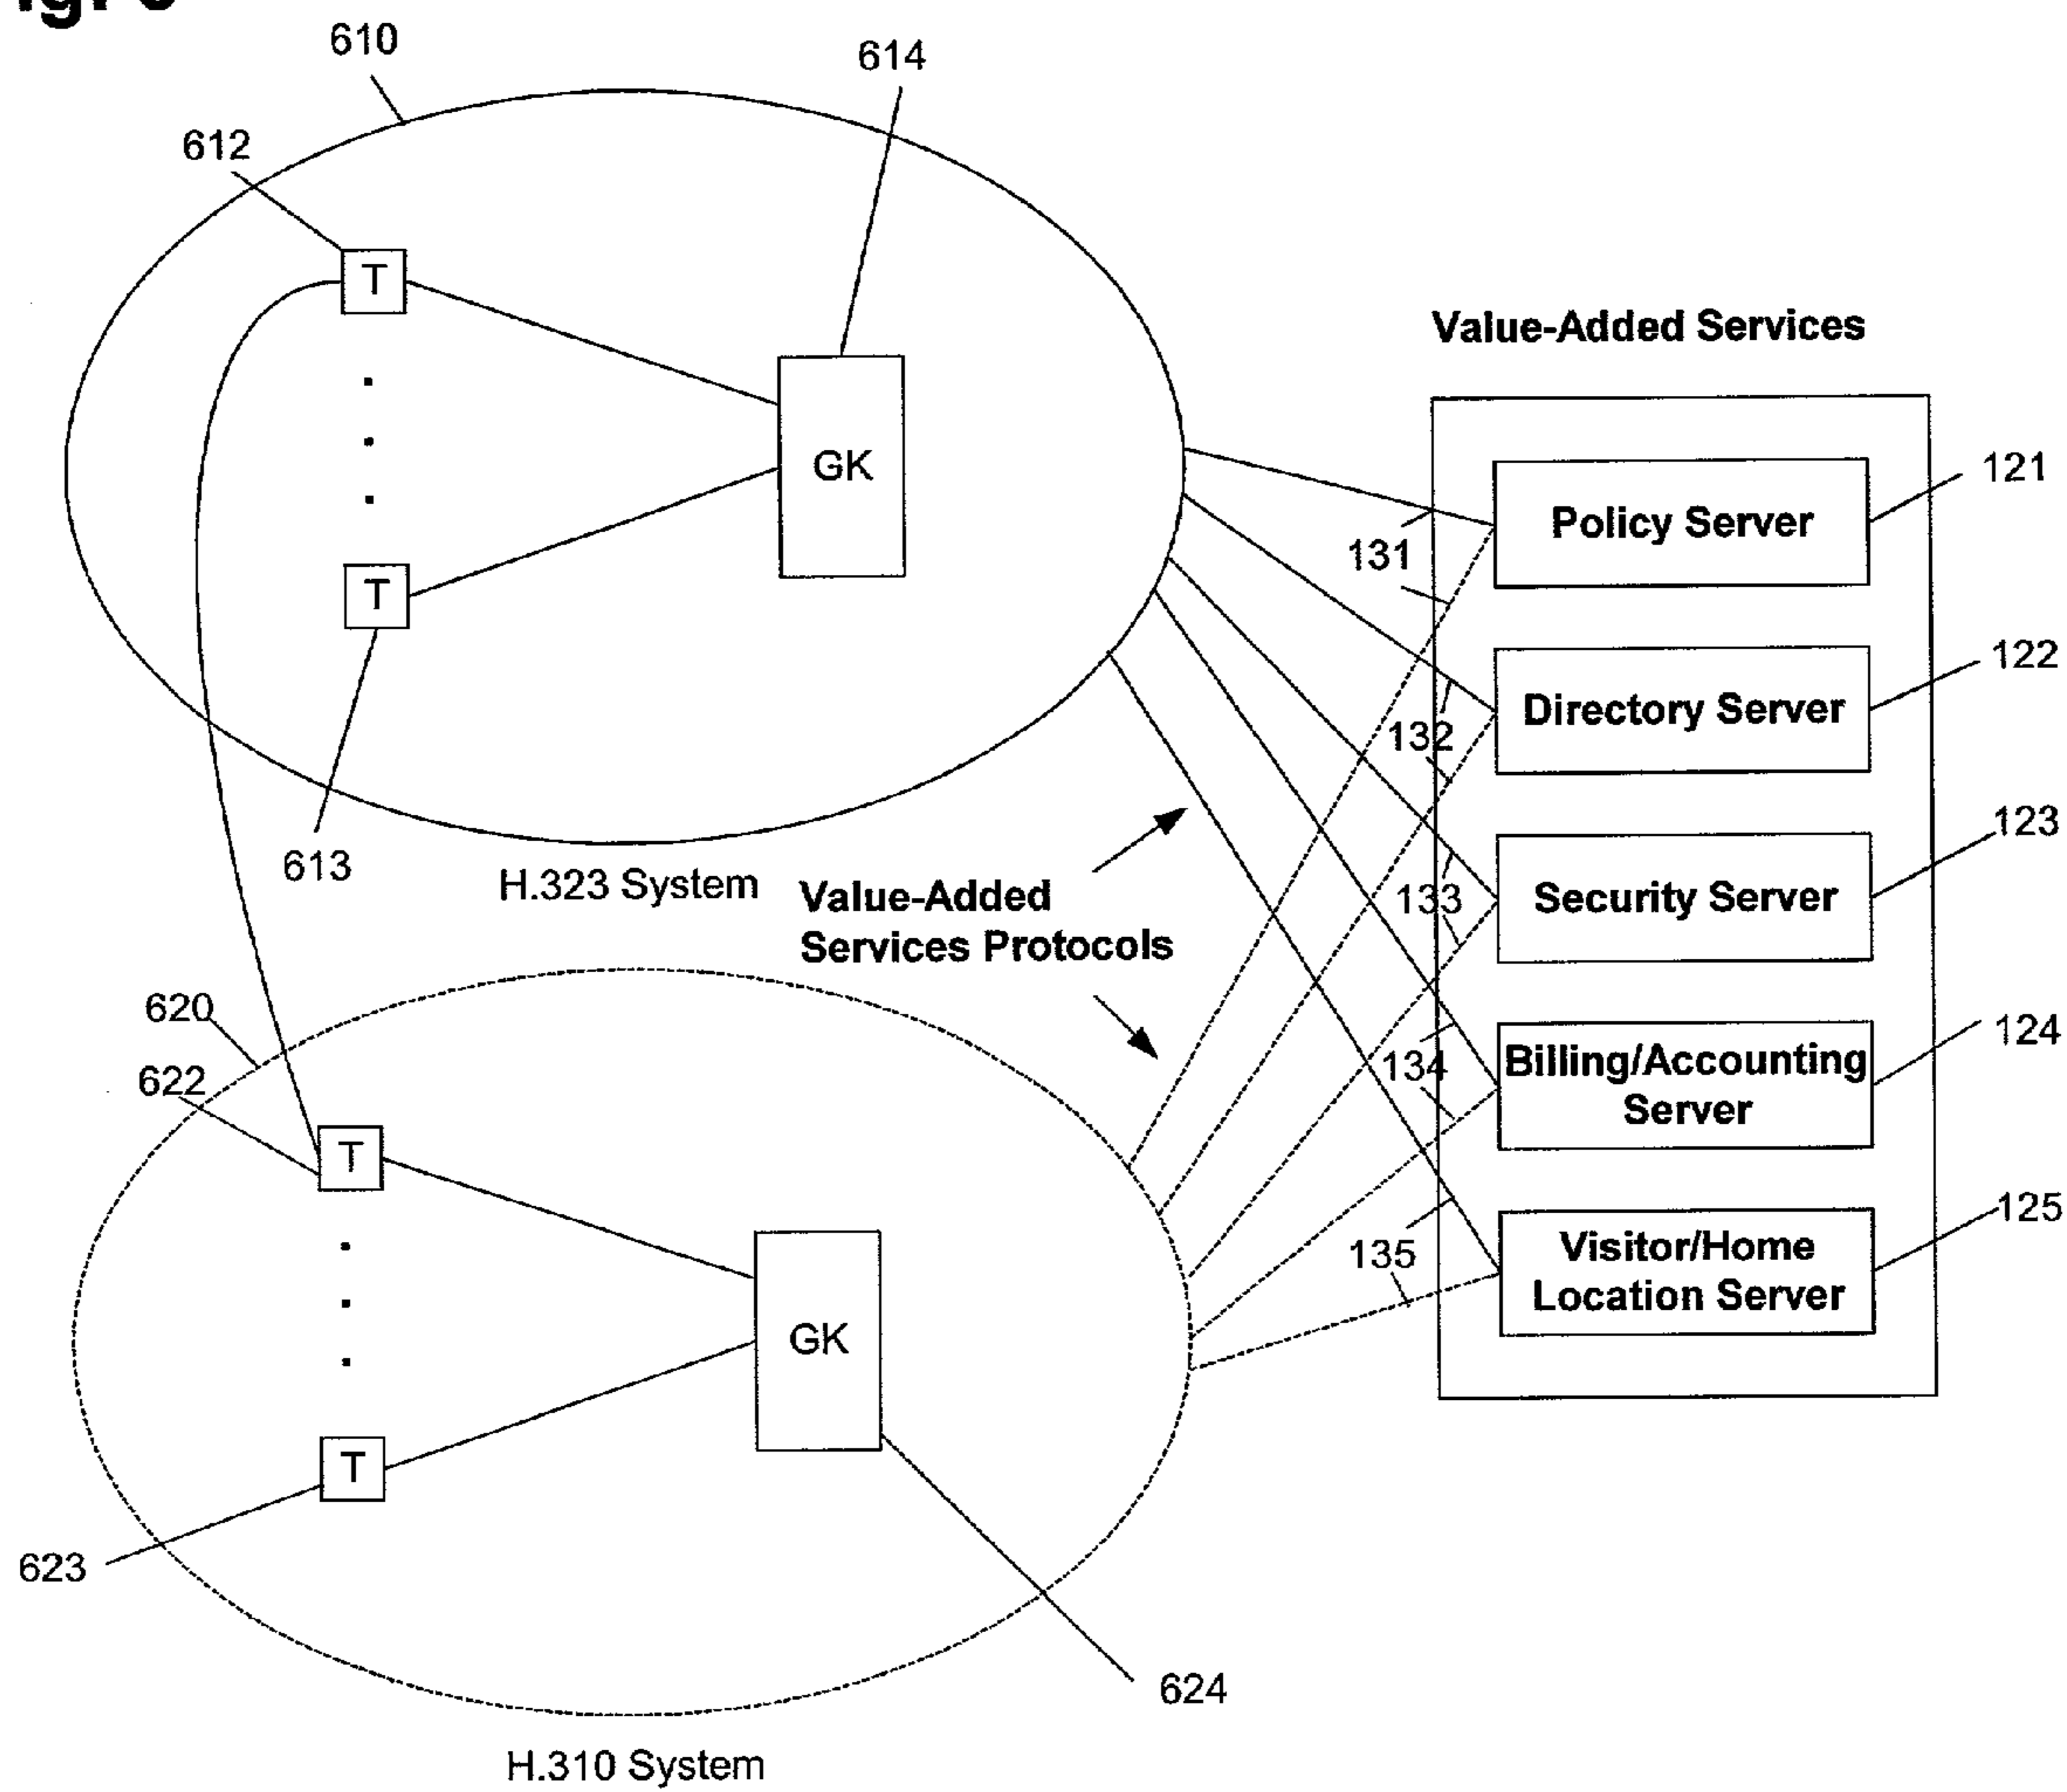 610
614
612
T
Value-Added Services
GK
121
Policy Server
131
T
122
Directory Server
132
123
613
H.323 System
Value-Added
Services Protocols
133
Security Server
620
124
622
134
Billing/Accounting
Server
T
125
135
Visitor/Home
Location Server
GK
T
623
624
H.310 System